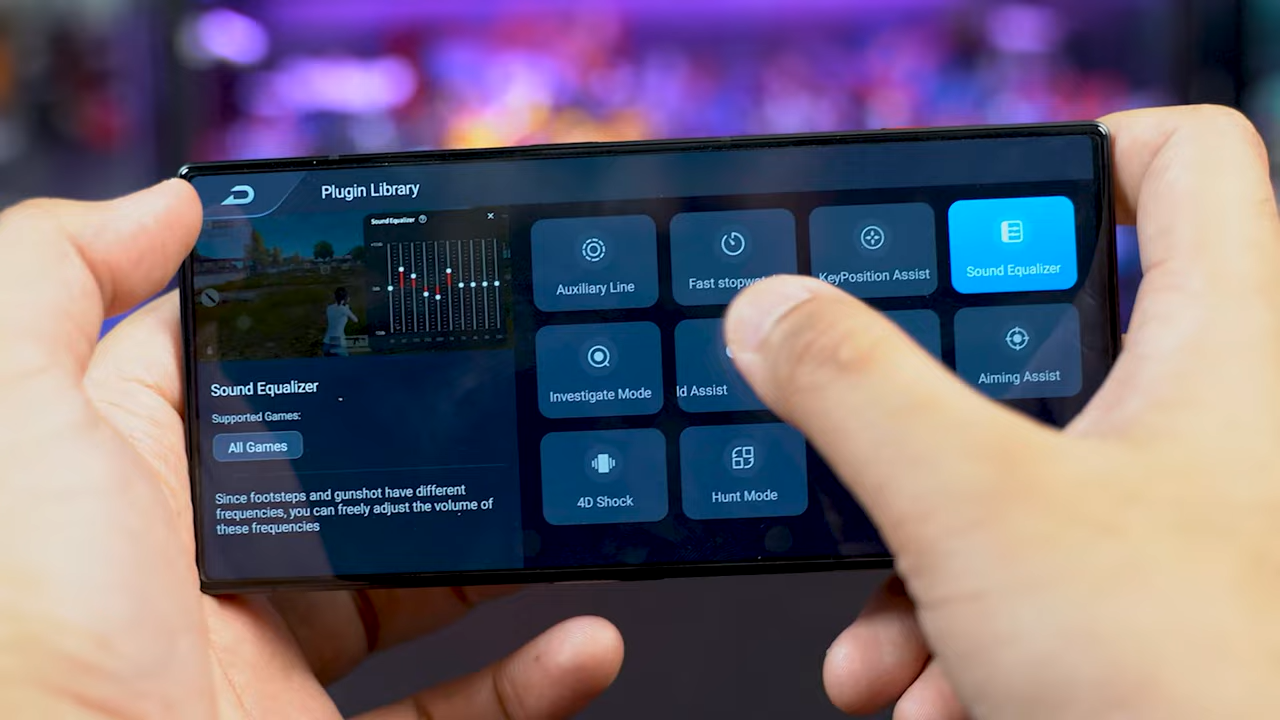 Plugin Library
Sound Equalizer
Auxiliary Line
Fast
KeyPosition Assist
Sound Equalizer
Investigate Mode
Assist
Aiming Assist
4D Shock
Hunt Mode
Sound Equalizer
Supported Games:
All Games
Since footsteps and gunshot have different
frequencies, you can freely adjust the volume of
these frequencies